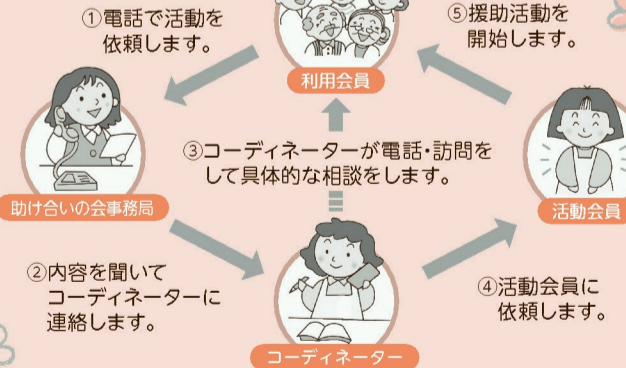 ①電話で活動を
依頼します。
⑤援助活動を
開始します。
利用会員
③コーディネーターが電話・訪問を
して具体的な相談をします。
助け合いの会事務局
活動会員
②内容を聞いて
コーディネーターに
連絡します。
④活動会員に
依頼します。
コーディネーター